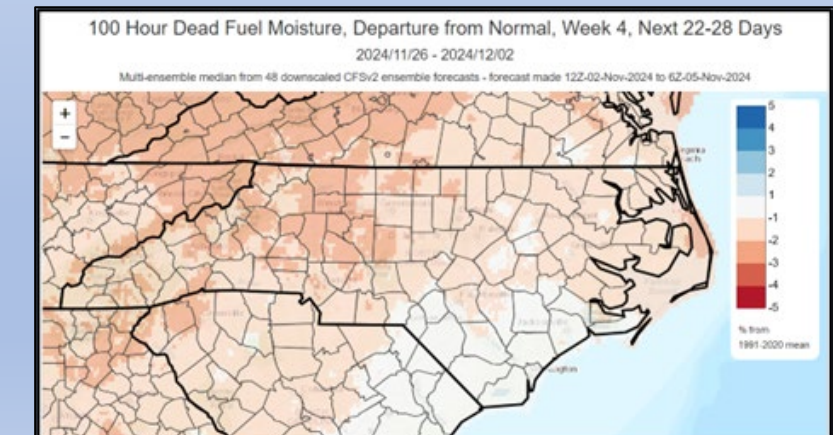 100 Hour Dead Fuel Moisture, Departure from Normal, Week 4, Next 22-28 Days
2024/11/26 - 2024/12/02
Multi-ensemble median from 48 downscaled CFSv2 ensemble forecasts - forecast made 12Z-02-Nov-2024 to 6Z-05-Nov-2024
+
−
5
4
3
2
1
-1
-2
-3
-4
-5
% from
1991-2020 mean